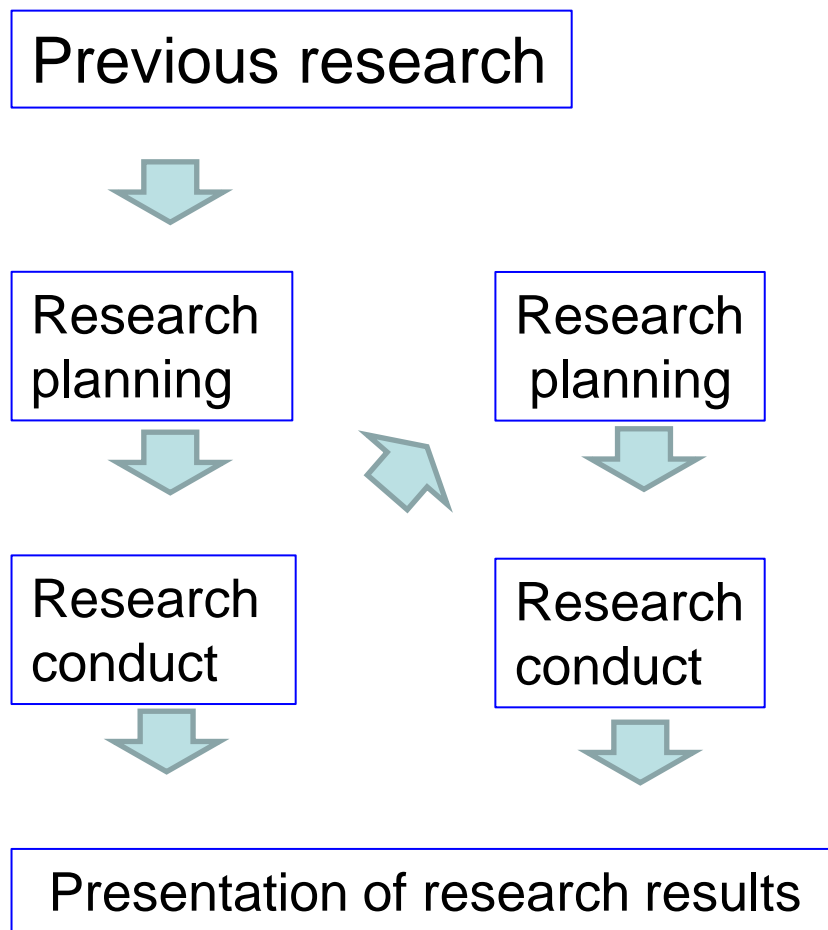 Previous research
Research
planning
Research
planning
Research
conduct
Research
conduct
Presentation of research results